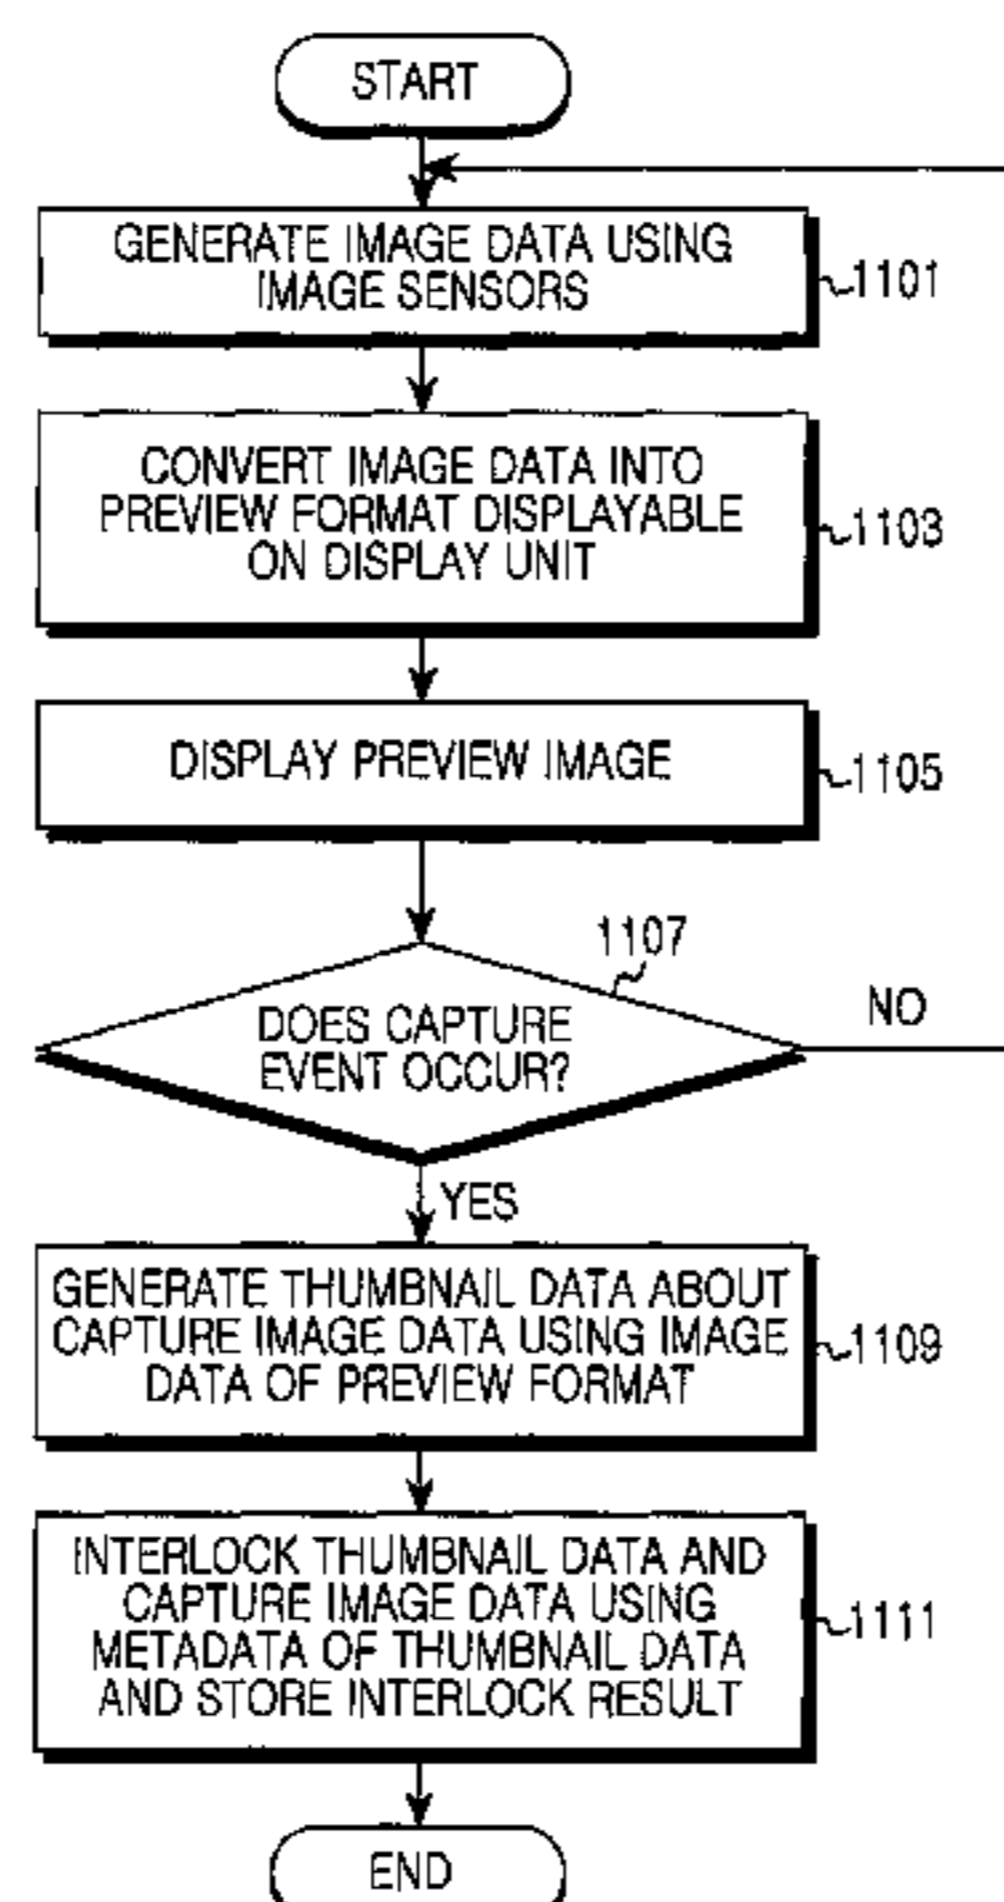 START
GENERATE IMAGE DATA USING
IMAGE SENSORS
1101
CONVERT IMAGE DATA INTO
PREVIEW FORMAT DISPLAYABLE
ON DISPLAY UNIT
1103
DISPLAY PREVIEW IMAGE
1105
1107
DOES CAPTURE
EVENT OCCUR?
NO
YES
GENERATE THUMBNAIL DATA ABOUT
CAPTURE IMAGE DATA USING IMAGE
DATA OF PREVIEW FORMAT
1109
INTERLOCK THUMBNAIL DATA AND
CAPTURE IMAGE DATA USING
METADATA OF THUMBNAIL DATA
AND STORE INTERLOCK RESULT
1111
END